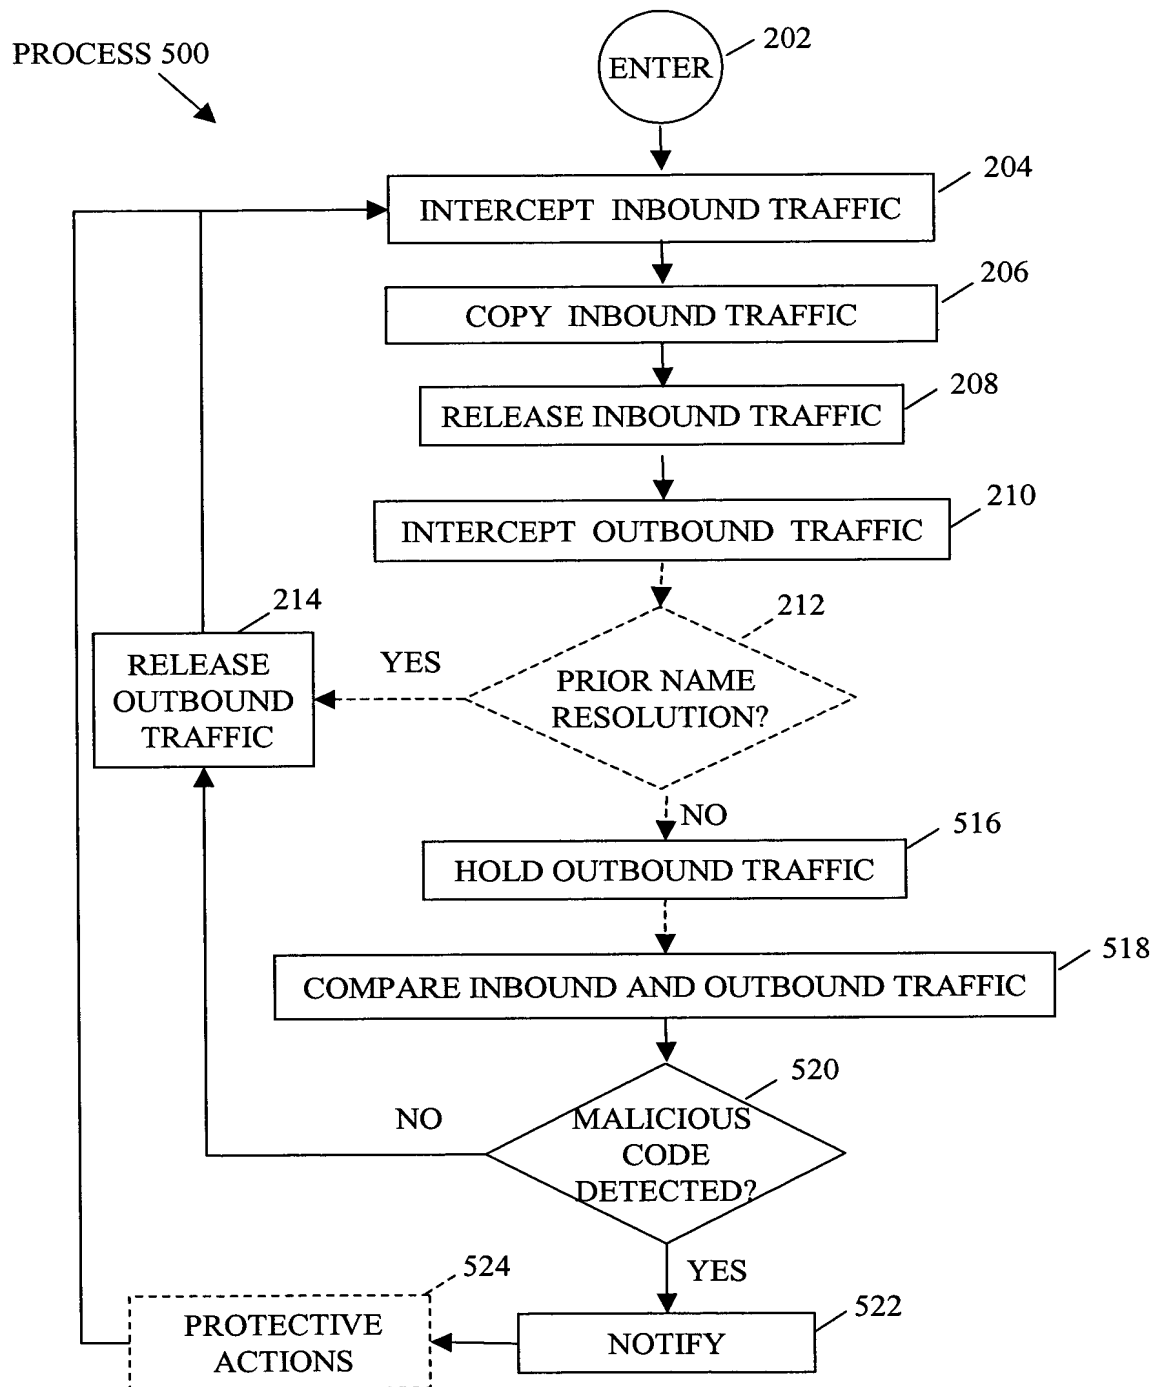 PROCESS 500
ENTER
202
INTERCEPT INBOUND TRAFFIC
204
COPY INBOUND TRAFFIC
206
RELEASE INBOUND TRAFFIC
208
INTERCEPT OUTBOUND TRAFFIC
210
PRIOR NAME
RESOLUTION?
212
YES
RELEASE
OUTBOUND
TRAFFIC
214
NO
HOLD OUTBOUND TRAFFIC
516
COMPARE INBOUND AND OUTBOUND TRAFFIC
518
MALICIOUS
CODE
DETECTED?
520
NO
YES
NOTIFY
522
PROTECTIVE
ACTIONS
524